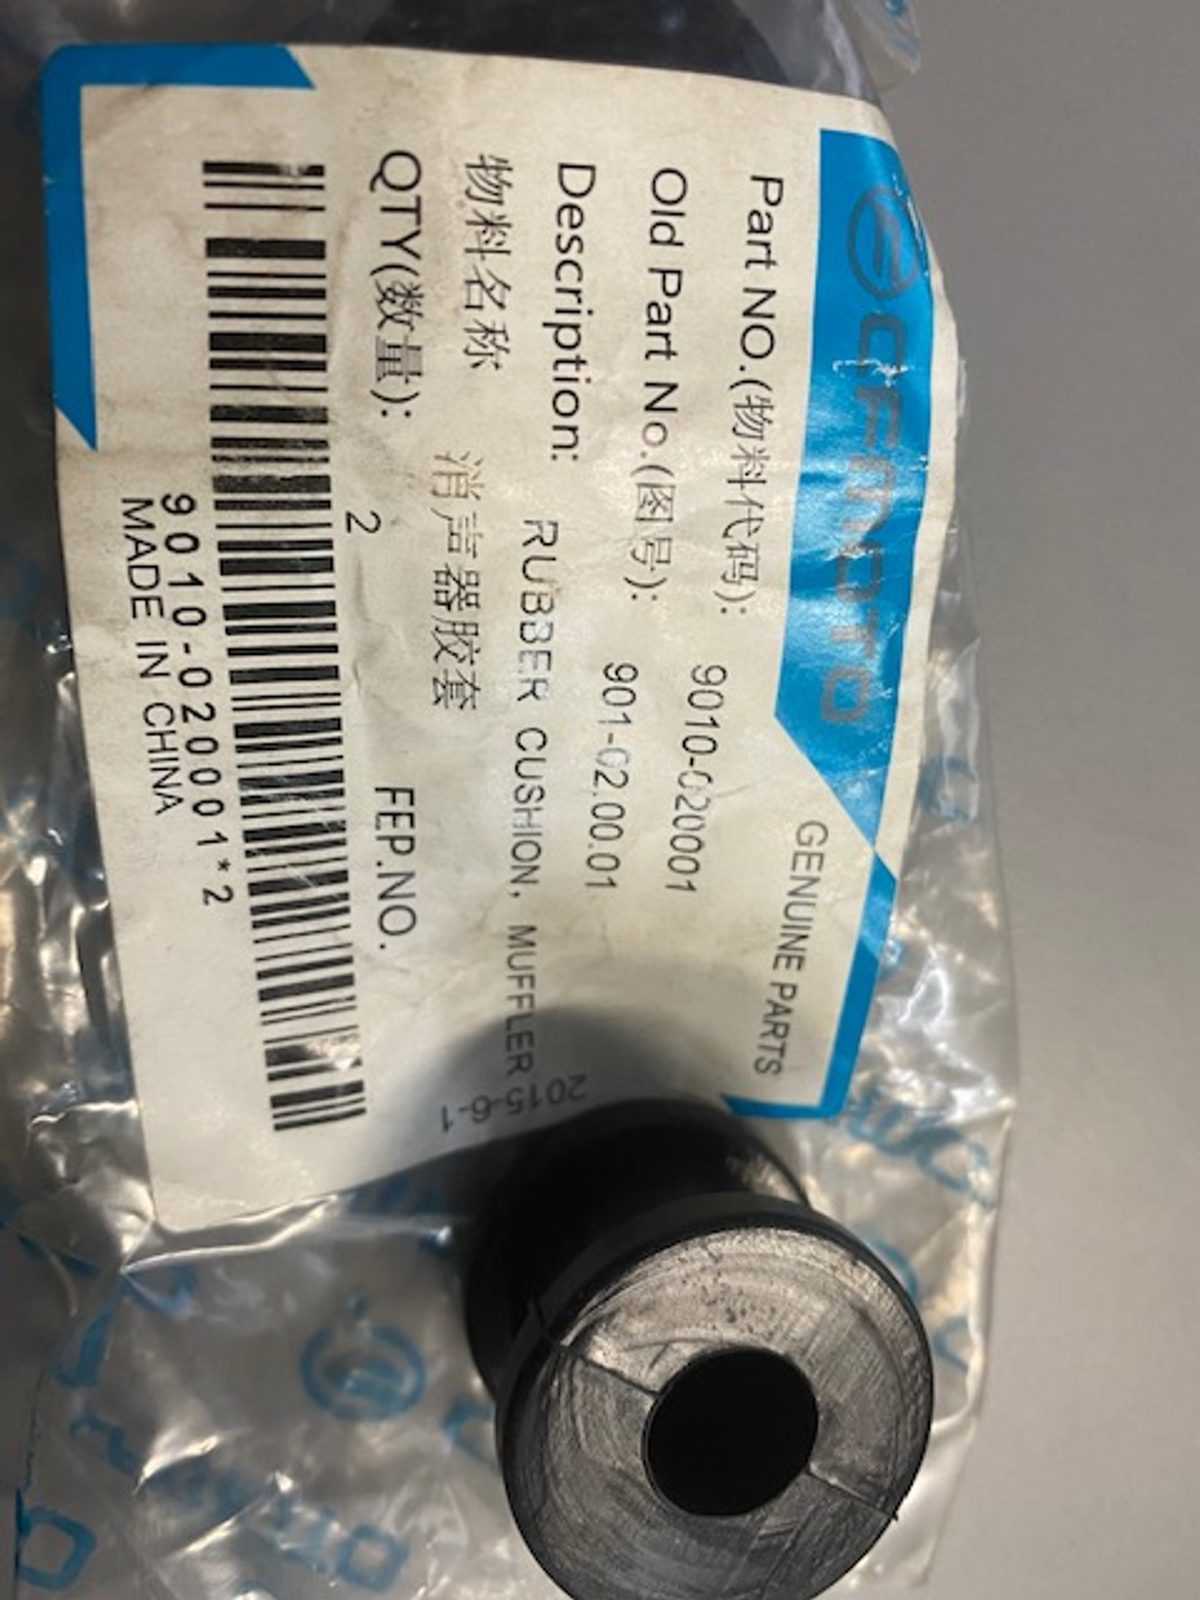 CFMOTO
GENUINE PARTS
Part NO.(物料代码): 9010-020001
Old Part No.(图号): 901-02.00.01
Description: RUBBER CUSHION, MUFFLER
物料名称 消声器胶套
QTY(数量): 2 FEP.NO.
9010-020001*2
MADE IN CHINA
2015-6-1